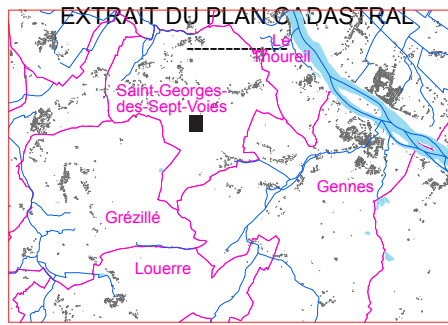 EXTRAIT DU PLAN CADASTRAL
Le
Thoureil
Saint-Georges
des-Sept-Voies
Gennes
Grézillé
Louerre